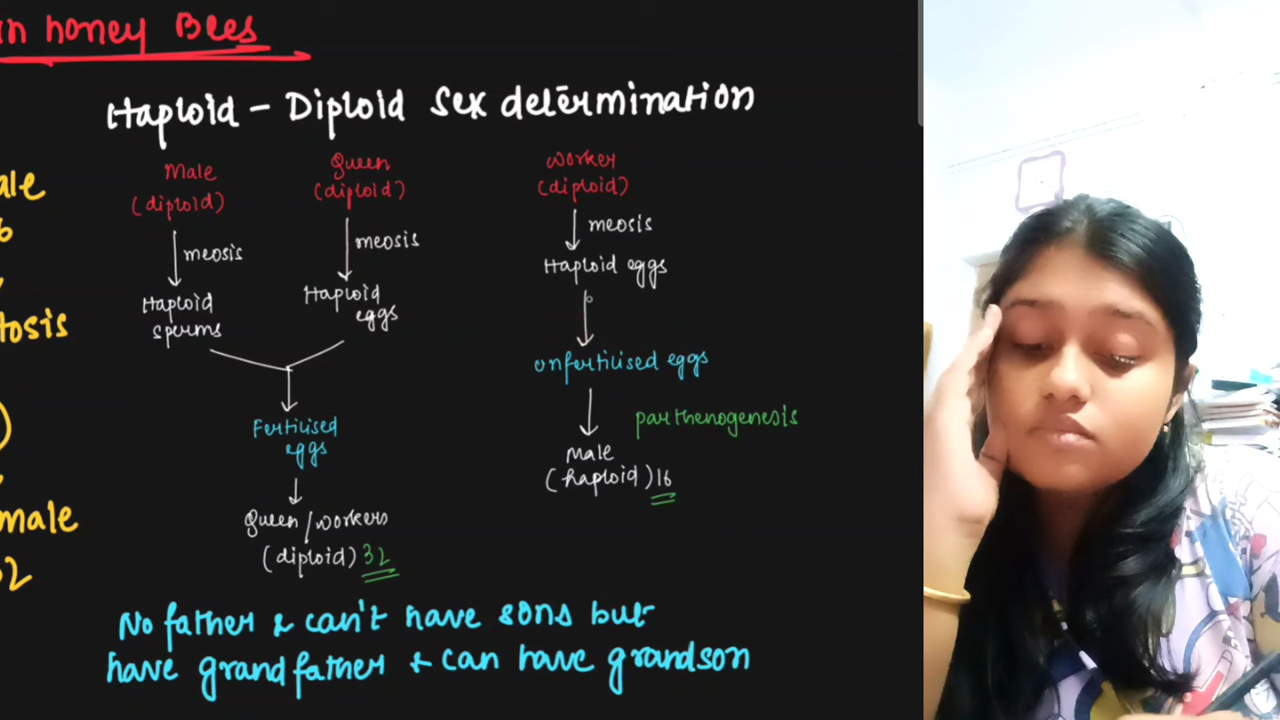 in honey Bees
Haploid - Diploid Sex determination
Male
(diploid)
meosis
Haploid
sperms
Queen
(diploid)
meosis
Haploid
eggs
Fertilised
eggs
Queen/workers
(diploid) 32
worker
(diploid)
meosis
Haploid eggs
unfertilised eggs
parthenogenesis
Male
(haploid) 16
ale
6
tosis
male
2
No father & can't have sons but
have grandfather + can have grandson